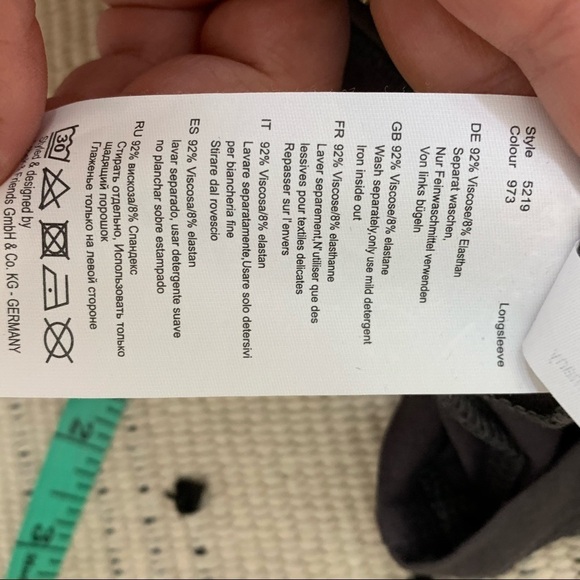 Style 5219
Colour 973
Longsleeve
DE 92% Viscose/8% Elasthan
Separat waschen,
Nur Feinwaschmittel verwenden
Von links bügeln
GB 92% Viscose/8% elastane
Wash separately,only use mild detergent
Iron inside out
FR 92% Viscose/8% elasthanne
Laver separement,N'utiliser que des
lessives pour textiles delicates
Repasser sur l'envers
IT 92% Viscosa/8% elastan
Lavare separatamente,Usare solo detersivi
per biancheria fine
Stirare dal rovescio
ES 92% Viscosa/8% elastan
lavar separado, usar detergente suave
no planchar sobre estampado
RU 92% вискоза/8% Спандекс
Стирать отдельно, Использовать только
щадящий порошок
Глаженье только на левой стороне
30
& designed by
Friends GmbH & Co. KG - GERMANY
2
3